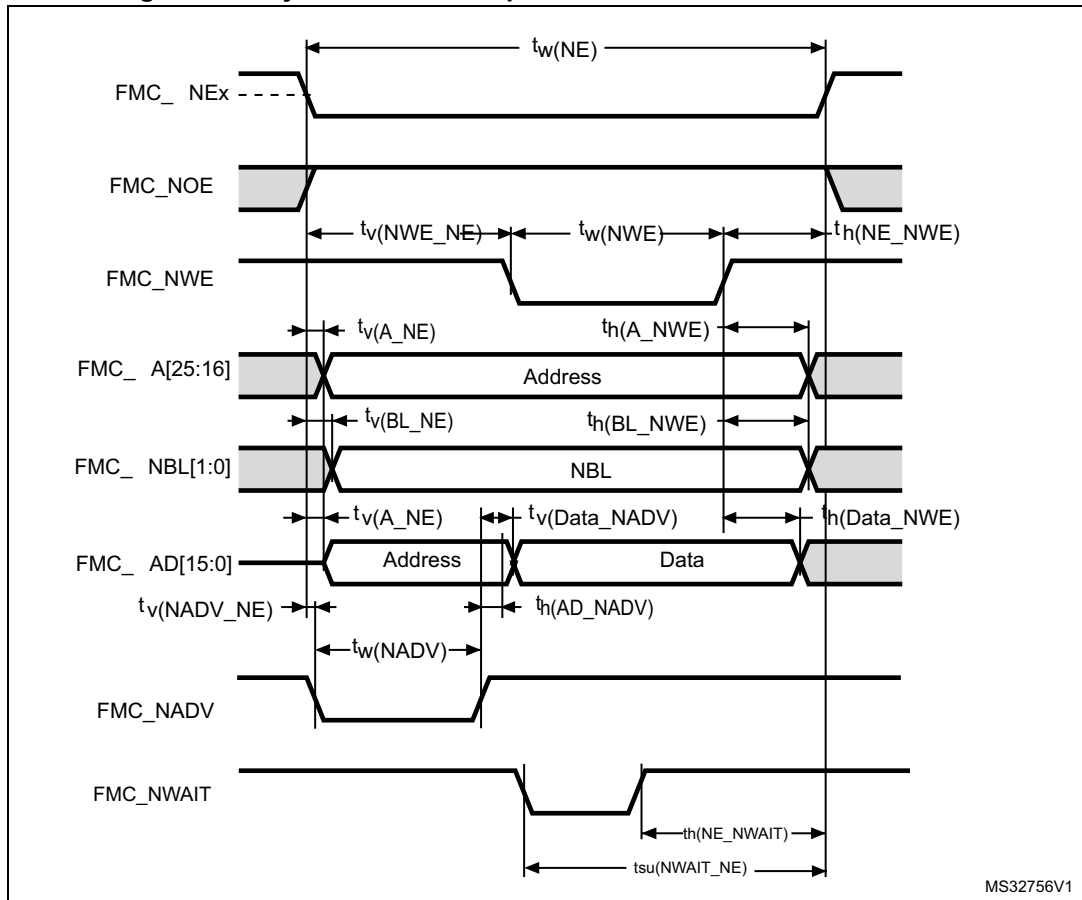 tw(NE)
FMC_ NEx
FMC_NOE
tv(NWE_NE)
tw(NWE)
th(NE_NWE)
FMC_NWE
tv(A_NE)
th(A_NWE)
FMC_ A[25:16]
Address
tv(BL_NE)
th(BL_NWE)
FMC_ NBL[1:0]
NBL
tv(A_NE)
tv(Data_NADV)
th(Data_NWE)
FMC_ AD[15:0]
Address
Data
tv(NADV_NE)
th(AD_NADV)
tw(NADV)
FMC_NADV
FMC_NWAIT
th(NE_NWAIT)
tsu(NWAIT_NE)
MS32756V1